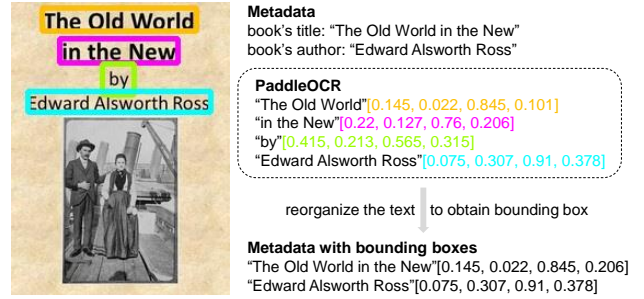 The Old World
in the New
by
Edward Alsworth Ross
Metadata
book's title: “The Old World in the New”
book's author: “Edward Alsworth Ross”
PaddleOCR
“The Old World”[0.145, 0.022, 0.845, 0.101]
“in the New”[0.22, 0.127, 0.76, 0.206]
“by”[0.415, 0.213, 0.565, 0.315]
“Edward Alsworth Ross”[0.075, 0.307, 0.91, 0.378]
reorganize the text to obtain bounding box
Metadata with bounding boxes
“The Old World in the New”[0.145, 0.022, 0.845, 0.206]
“Edward Alsworth Ross”[0.075, 0.307, 0.91, 0.378]